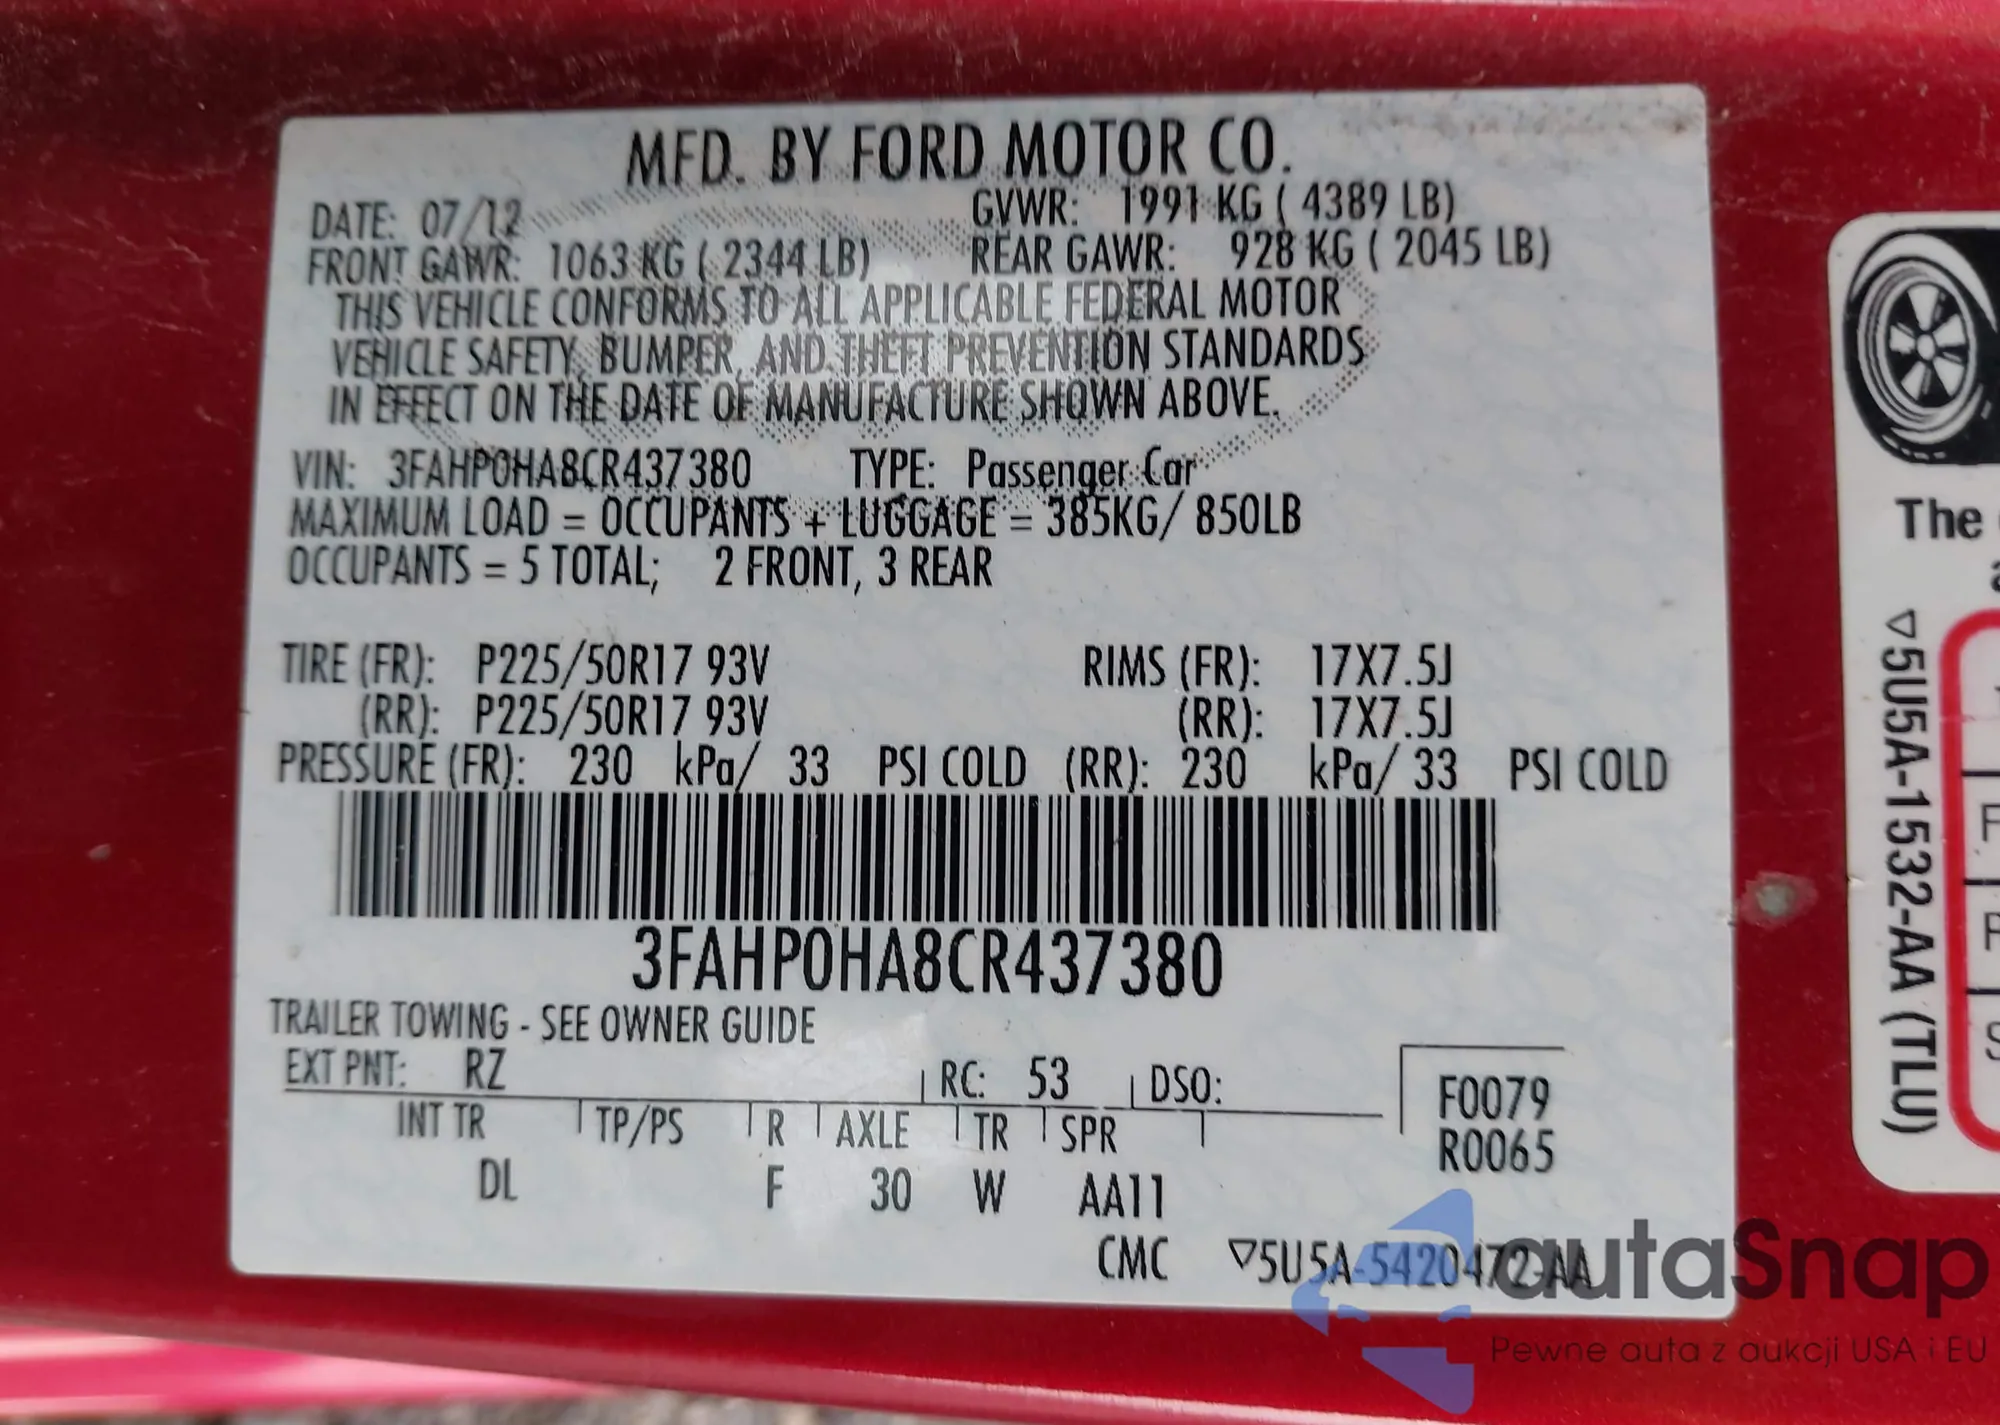 MFD. BY FORD MOTOR CO.
DATE: 07/12 GVWR: 1991 KG ( 4389 LB)
FRONT GAWR: 1063 KG ( 2344 LB) REAR GAWR: 928 KG ( 2045 LB)
THIS VEHICLE CONFORMS TO ALL APPLICABLE FEDERAL MOTOR
VEHICLE SAFETY, BUMPER, AND THEFT PREVENTION STANDARDS
IN EFFECT ON THE DATE OF MANUFACTURE SHOWN ABOVE.
VIN: 3FAHP0HA8CR437380 TYPE: Passenger Car
MAXIMUM LOAD = OCCUPANTS + LUGGAGE = 385KG/ 850LB
OCCUPANTS = 5 TOTAL; 2 FRONT, 3 REAR
TIRE (FR): P225/50R17 93V RIMS (FR): 17X7.5J
(RR): P225/50R17 93V (RR): 17X7.5J
PRESSURE (FR): 230 kPa/ 33 PSI COLD (RR): 230 kPa/ 33 PSI COLD
3FAHP0HA8CR437380
TRAILER TOWING - SEE OWNER GUIDE
EXT PNT: RZ RC: 53 DSO:
INT TR TP/PS R AXLE TR SPR
DL F 30 W AA11
F0079
R0065
CMC ▽5U5A-5420472-AA
The
▽5U5A-1532-AA (TLU)
autaSnap
Pewne auta z aukcji USA i EU